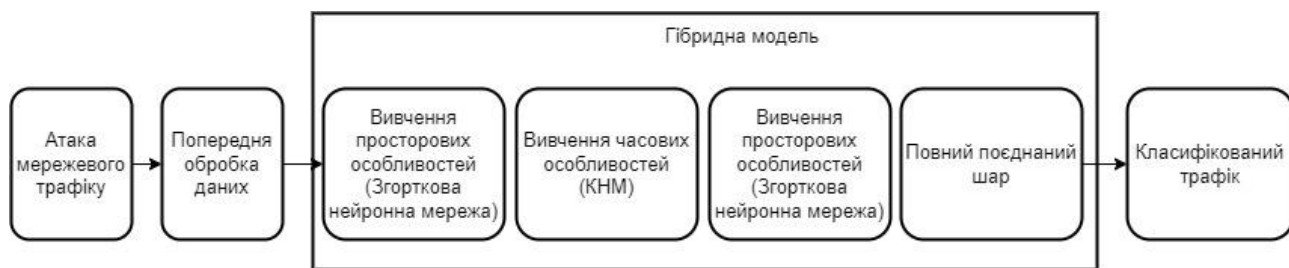 Гібридна модель
Атака
мережевого
трафіку
Попередня
обробка
даних
Вивчення
просторових
особливостей
(Згорткова
нейронна мережа)
Вивчення часових
особливостей
(КНМ)
Вивчення
просторових
особливостей
(Згорткова
нейронна мережа)
Повний поєднаний
шар
Класифікований
трафік